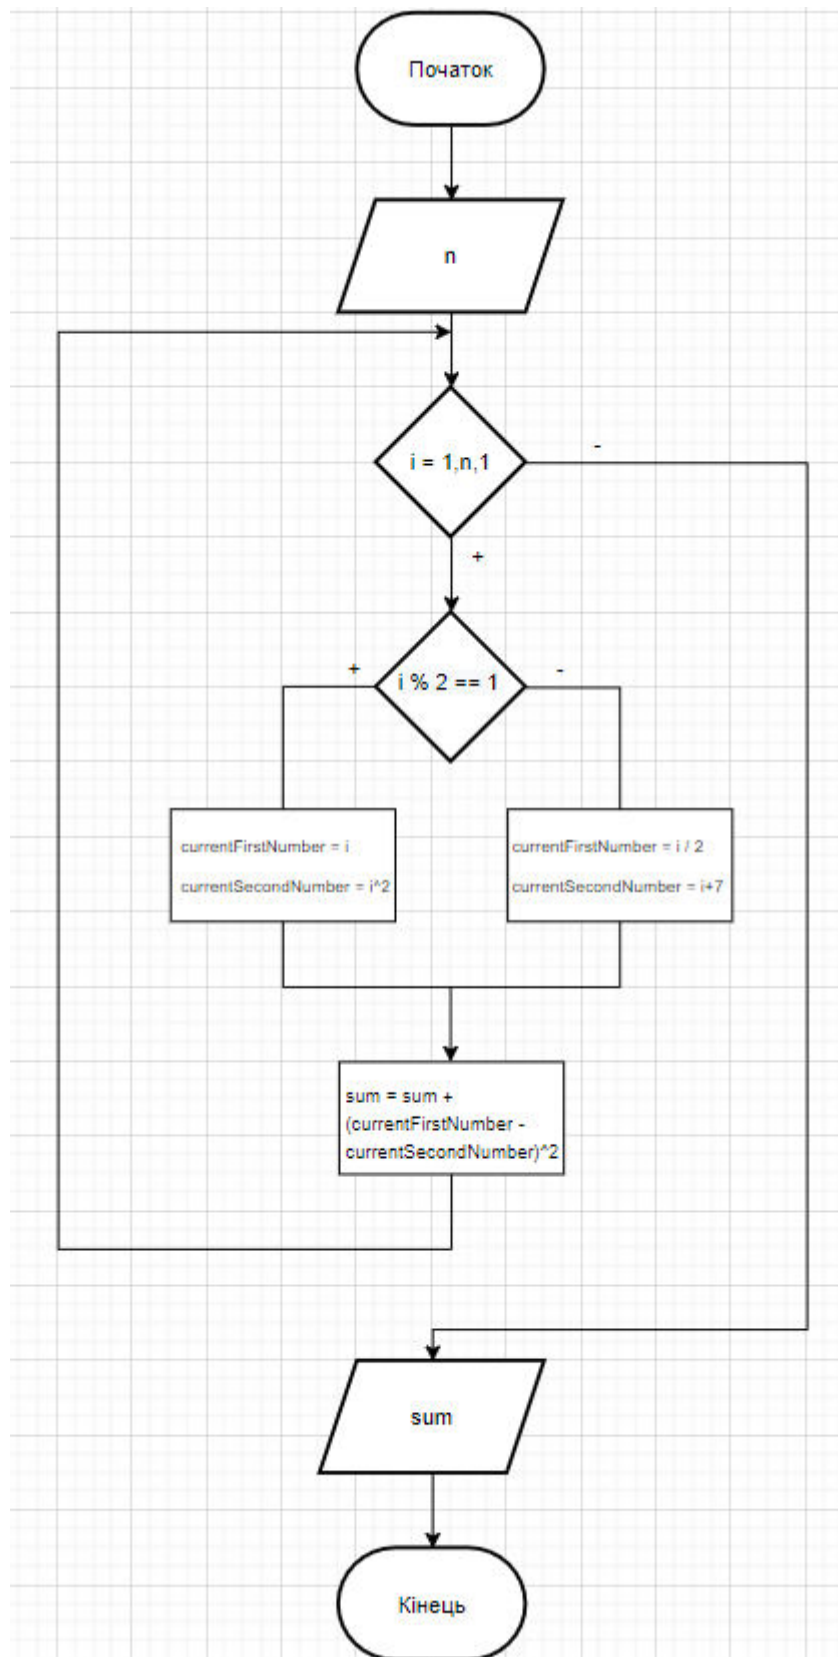 Початок
n
i = 1,n,1
-
+
+
i % 2 == 1
-
currentFirstNumber = i
currentSecondNumber = i^2
currentFirstNumber = i / 2
currentSecondNumber = i+7
sum = sum +
(currentFirstNumber -
currentSecondNumber)^2
sum
Кінець